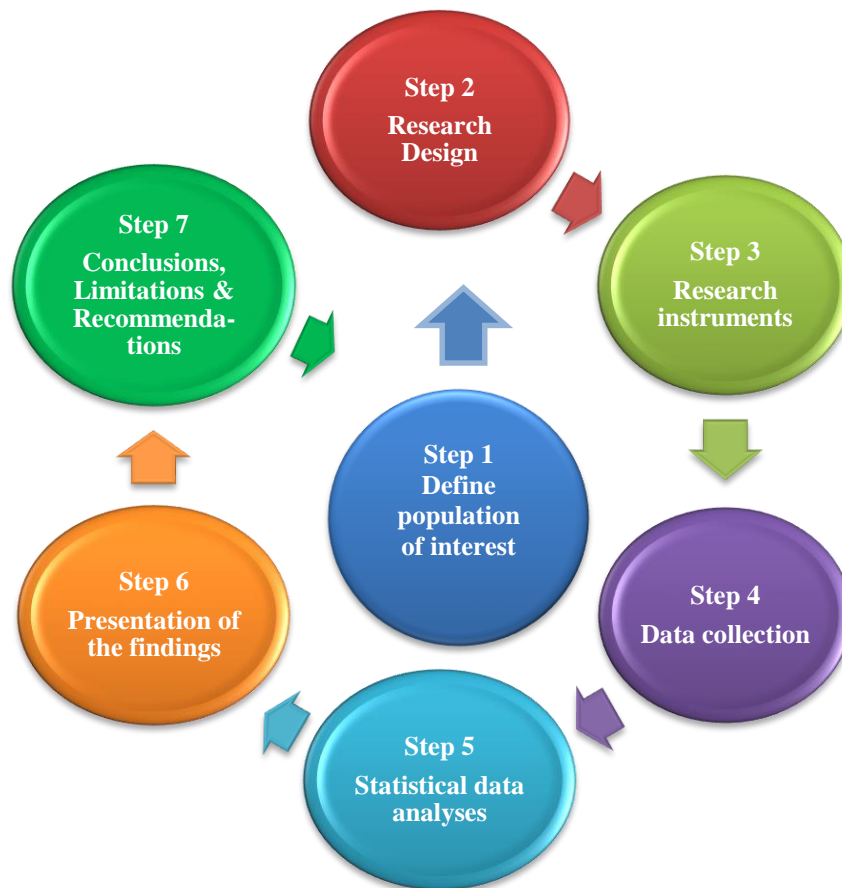 Step 1
Define
population
of interest
Step 2
Research
Design
Step 3
Research
instruments
Step 4
Data collection
Step 5
Statistical data
analyses
Step 6
Presentation of
the findings
Step 7
Conclusions,
Limitations &
Recommenda-
tions